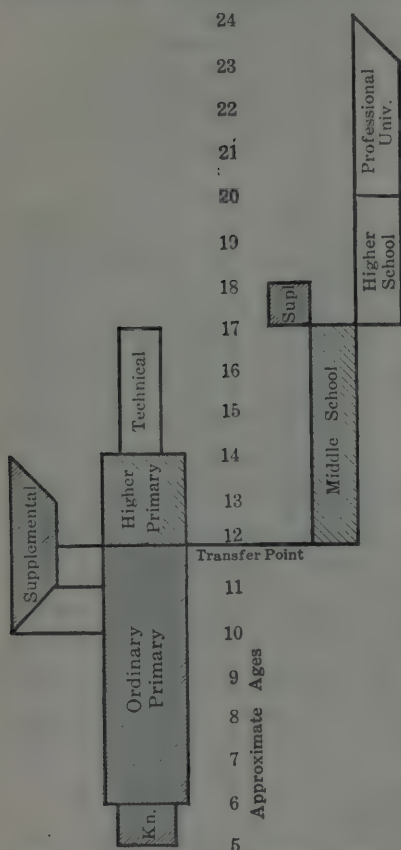 24
23
22
21
20
19
18
17
16
15
14
13
12
Transfer Point
11
10
9
8
7
6
5
Approximate Ages
Supplemental
Technical
Higher
Primary
Ordinary
Primary
Kn.
Supl
Middle School
Higher
School
Professional
Univ.